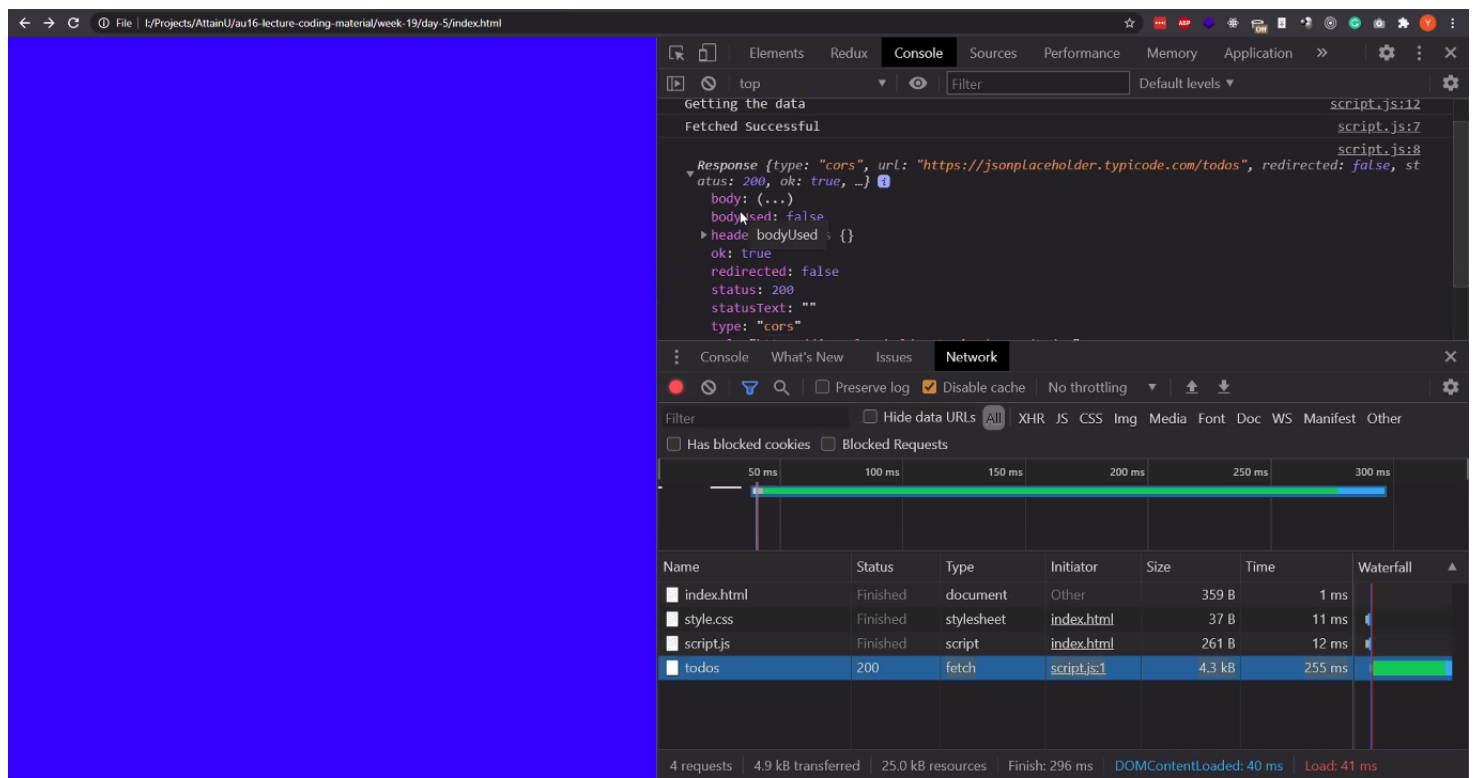 File | I:/Projects/AttainU/au16-lecture-coding-material/week-19/day-5/index.html
ABP Off Y
Elements Redux Console Sources Performance Memory Application »
top Filter Default levels ▼
Getting the data script.js:12
Fetched Successful script.js:7
script.js:8
Response {type: "cors", url: "https://jsonplaceholder.typicode.com/todos", redirected: false, st
atus: 200, ok: true, …} i
body: (...)
bodyUsed: false
heade bodyUsed s {}
ok: true
redirected: false
status: 200
statusText: ""
type: "cors"
Console What's New Issues Network
Preserve log Disable cache No throttling
Filter Hide data URLs All XHR JS CSS Img Media Font Doc WS Manifest Other
Has blocked cookies Blocked Requests
50 ms 100 ms 150 ms 200 ms 250 ms 300 ms
Name Status Type Initiator Size Time Waterfall
index.html Finished document Other 359 B 1 ms
style.css Finished stylesheet index.html 37 B 11 ms
script.js Finished script index.html 261 B 12 ms
todos 200 fetch script.js:1 4.3 kB 255 ms
4 requests 4.9 kB transferred 25.0 kB resources Finish: 296 ms DOMContentLoaded: 40 ms Load: 41 ms